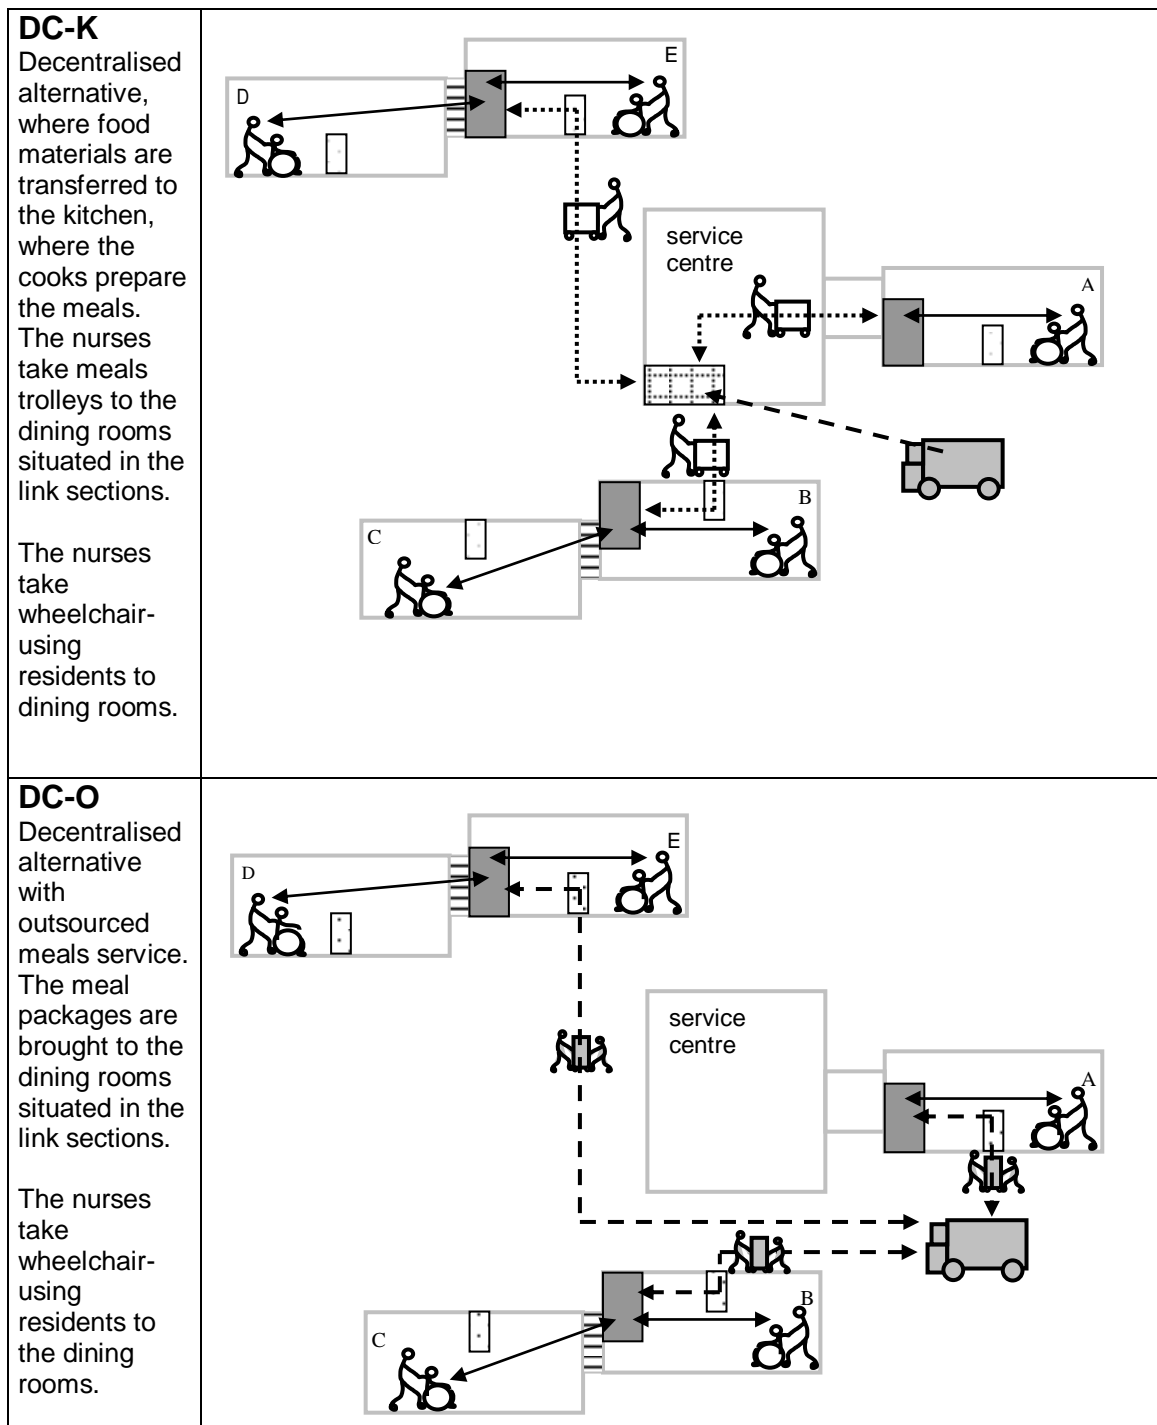 DC-K
Decentralised
alternative,
where food
materials are
transferred to
the kitchen,
where the
cooks prepare
the meals.
The nurses
take meals
trolleys to the
dining rooms
situated in the
link sections.
The nurses
take
wheelchair-
using
residents to
dining rooms.
E
D
service
centre
A
B
C
DC-O
Decentralised
alternative
with
outsourced
meals service.
The meal
packages are
brought to the
dining rooms
situated in the
link sections.
The nurses
take
wheelchair-
using
residents to
the dining
rooms.
E
D
service
centre
A
B
C